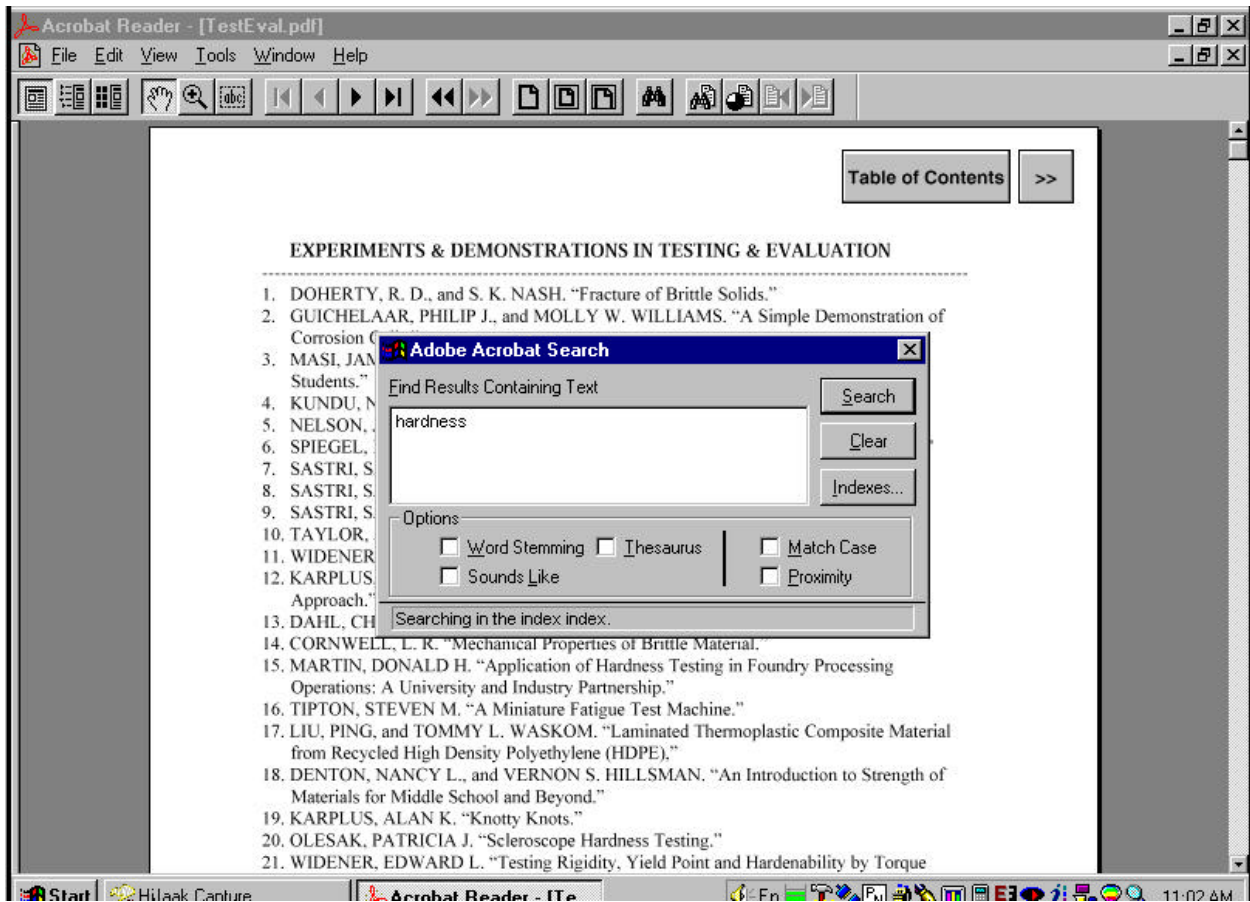 Acrobat Reader - [TestEval.pdf]
File Edit View Tools Window Help
Table of Contents >>
EXPERIMENTS & DEMONSTRATIONS IN TESTING & EVALUATION
1. DOHERTY, R. D., and S. K. NASH. “Fracture of Brittle Solids.”
2. GUICHELAAR, PHILIP J., and MOLLY W. WILLIAMS. “A Simple Demonstration of
Corrosion
3. MASI,
Students.”
4. KUNDU,
5. NELSON,
6. SPIEGEL,
7. SASTRI, S
8. SASTRI, S.
9. SASTRI, S.
10. TAYLOR,
11. WIDENER
12. KARPLUS,
Approach.”
13. DAHL, CH
Adobe Acrobat Search
Find Results Containing Text
hardness
Search
Clear
Indexes...
Options
Word Stemming Thesaurus Match Case
Sounds Like Proximity
Searching in the index index.
14. CORNWELL, L. R. “Mechanical Properties of Brittle Material.”
15. MARTIN, DONALD H. “Application of Hardness Testing in Foundry Processing
Operations: A University and Industry Partnership.”
16. TIPTON, STEVEN M. “A Miniature Fatigue Test Machine.”
17. LIU, PING, and TOMMY L. WASKOM. “Laminated Thermoplastic Composite Material
from Recycled High Density Polyethylene (HDPE),”
18. DENTON, NANCY L., and VERNON S. HILLSMAN. “An Introduction to Strength of
Materials for Middle School and Beyond.”
19. KARPLUS, ALAN K. “Knotty Knots.”
20. OLESAK, PATRICIA J. “Scleroscope Hardness Testing.”
21. WIDENER, EDWARD L. “Testing Rigidity, Yield Point and Hardenability by Torque
Start HiJaak Capture Acrobat Reader - [Te En 11:02 AM